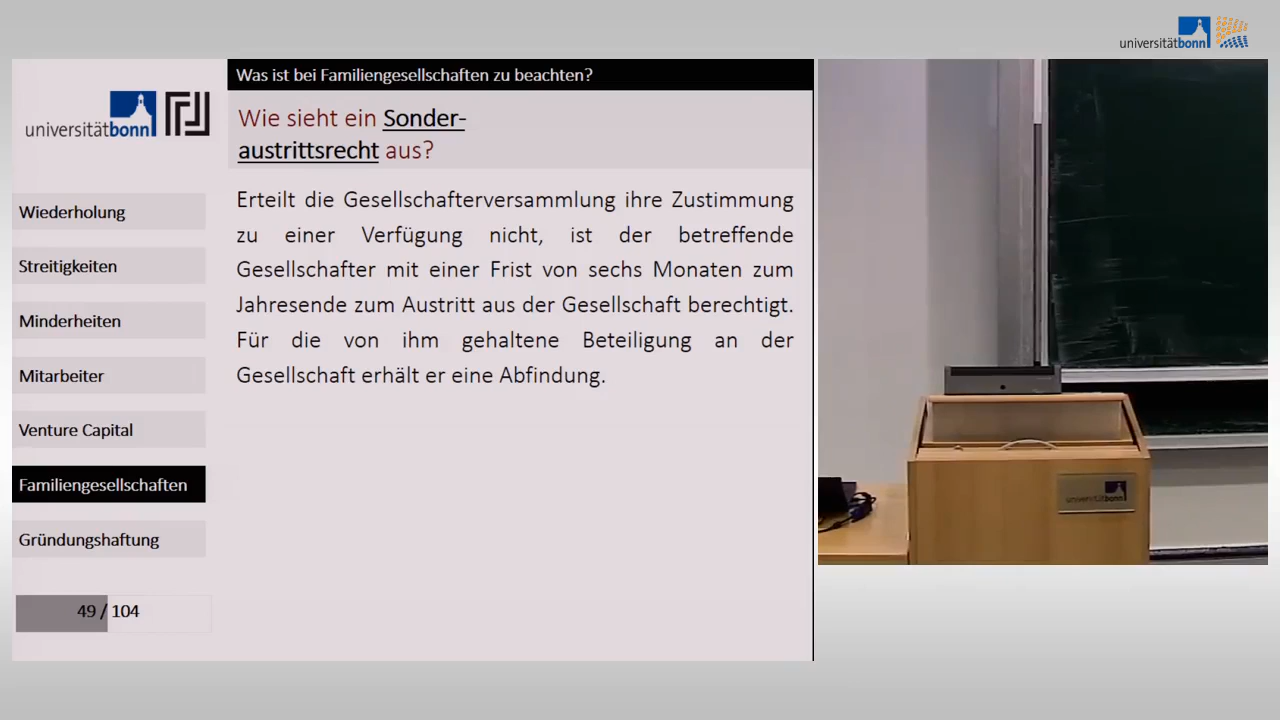 universitätbonn
Was ist bei Familiengesellschaften zu beachten?
universitätbonn
Wie sieht ein Sonder-
austrittsrecht aus?
Erteilt die Gesellschafterversammlung ihre Zustimmung
zu einer Verfügung nicht, ist der betreffende
Gesellschafter mit einer Frist von sechs Monaten zum
Jahresende zum Austritt aus der Gesellschaft berechtigt.
Für die von ihm gehaltene Beteiligung an der
Gesellschaft erhält er eine Abfindung.
Wiederholung
Streitigkeiten
Minderheiten
Mitarbeiter
Venture Capital
Familiengesellschaften
Gründungshaftung
49 / 104
universitätbonn